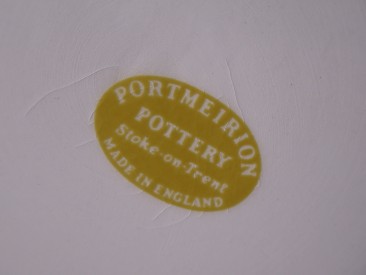 PORTMEIRION
POTTERY
Stoke-on-Trent
MADE IN ENGLAND